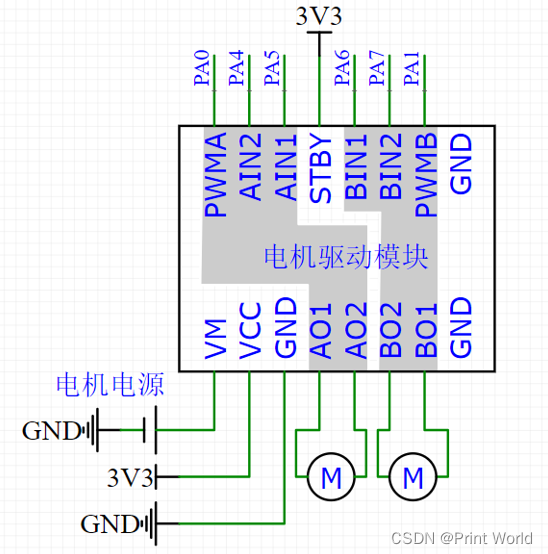 3V3
PA0
PA4
PA5
PA6
PA7
PA1
PWMA
AIN2
AIN1
STBY
BIN1
BIN2
PWMB
GND
电机驱动模块
VM
VCC
GND
AO1
AO2
BO2
BO1
GND
电机电源
GND
3V3
GND
M
M
CSDN @Print World